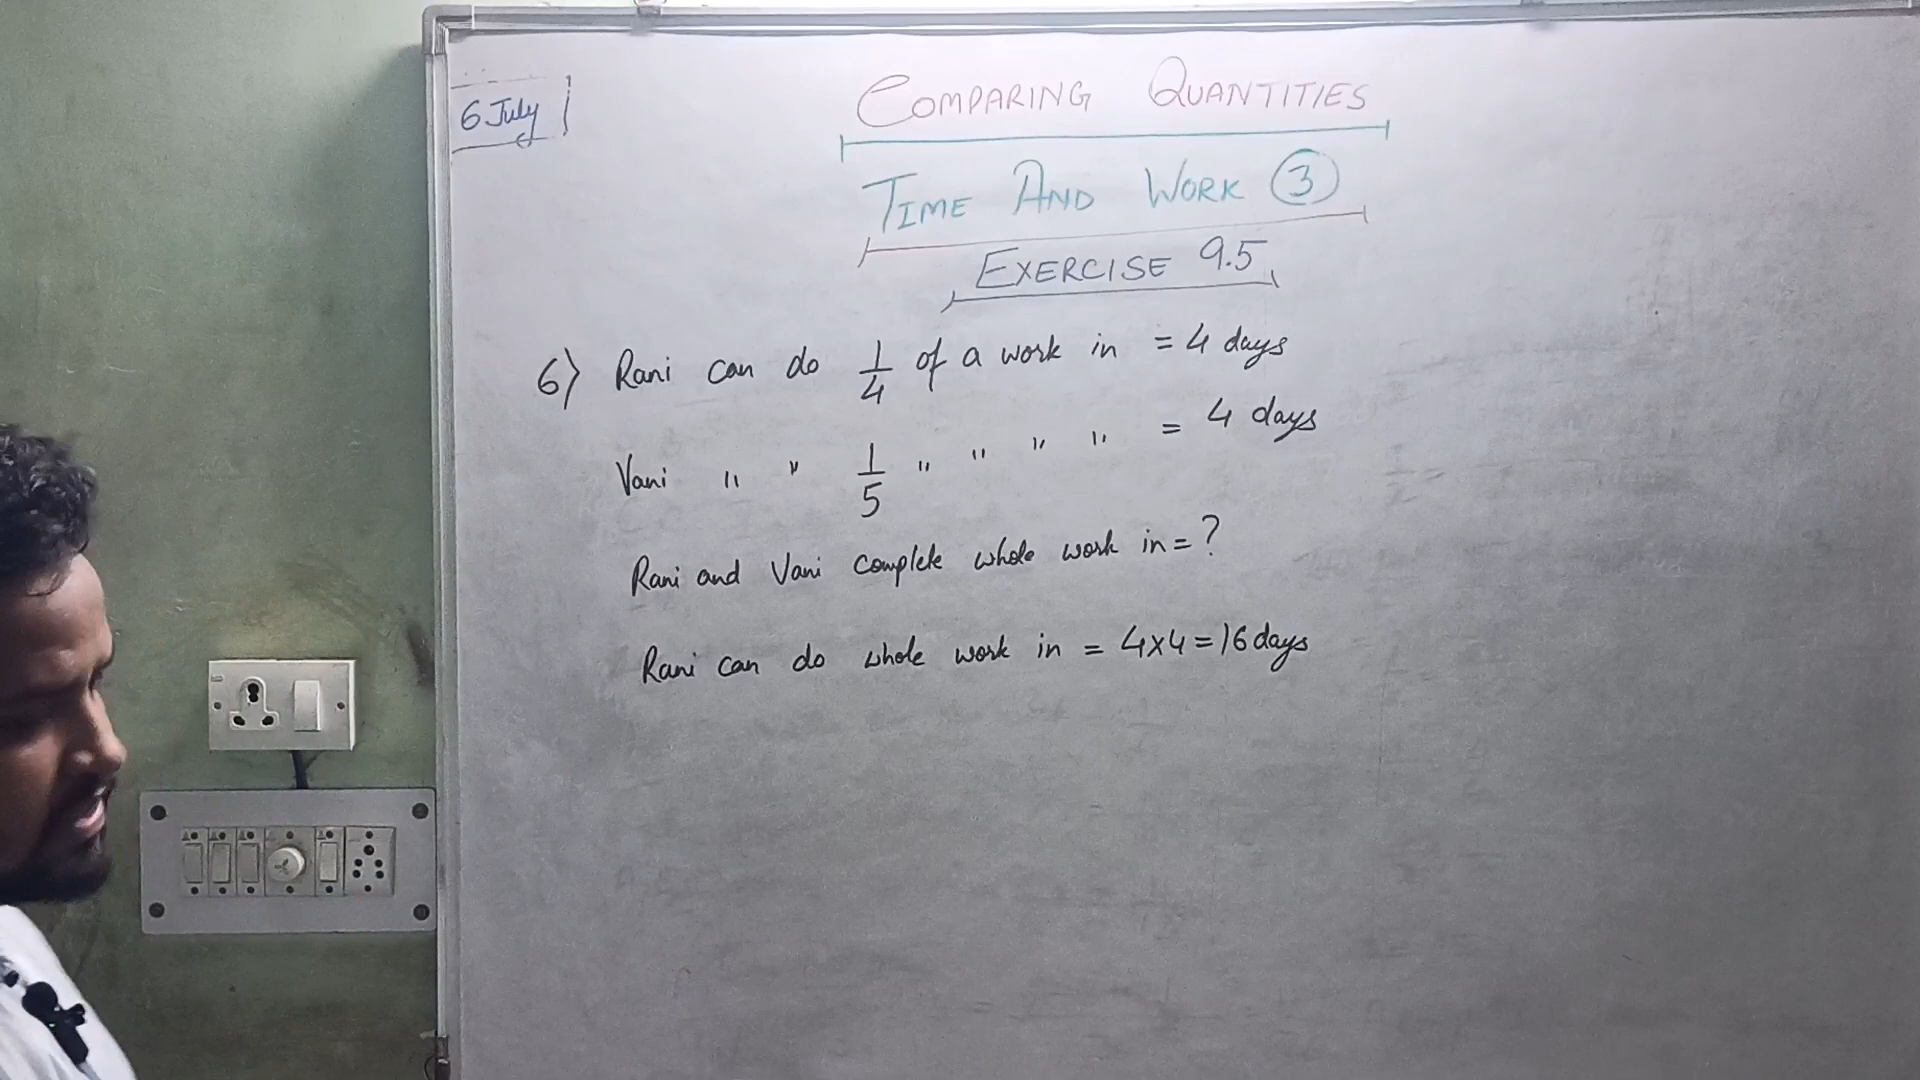 6 July
COMPARING QUANTITIES
TIME AND WORK ③
EXERCISE 9.5
6) Rani can do 1/4 of a work in = 4 days
Vani " " 1/5 " " " " = 4 days
Rani and Vani complete whole work in = ?
Rani can do whole work in = 4x4 = 16 days